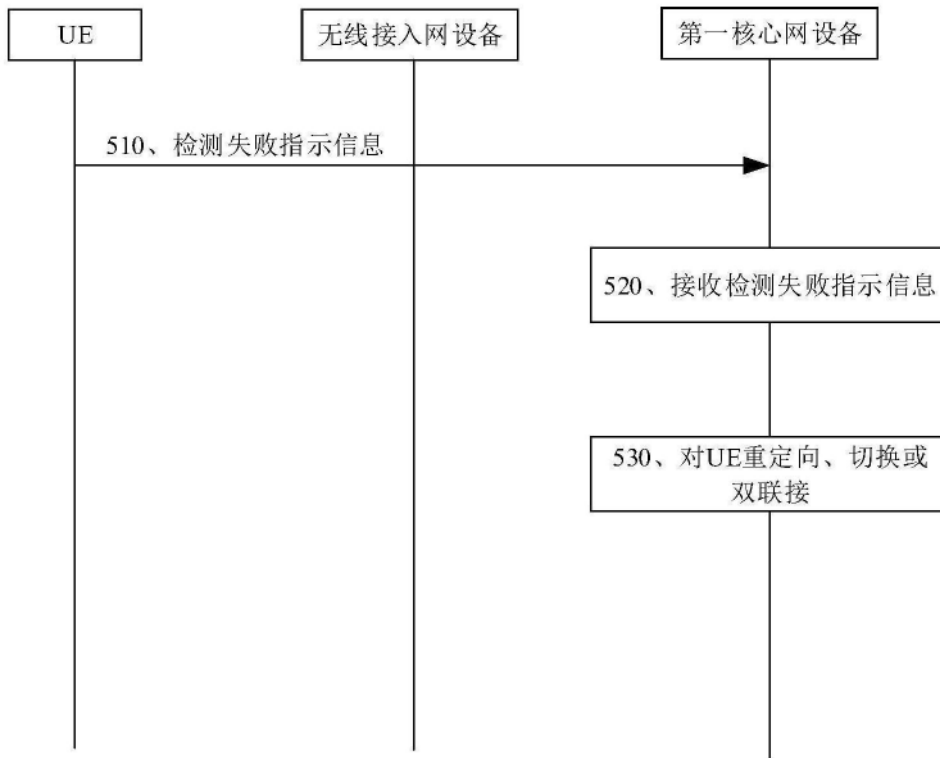 UE
无线接入网设备
第一核心网设备
510、检测失败指示信息
520、接收检测失败指示信息
530、对UE重定向、切换或
双联接